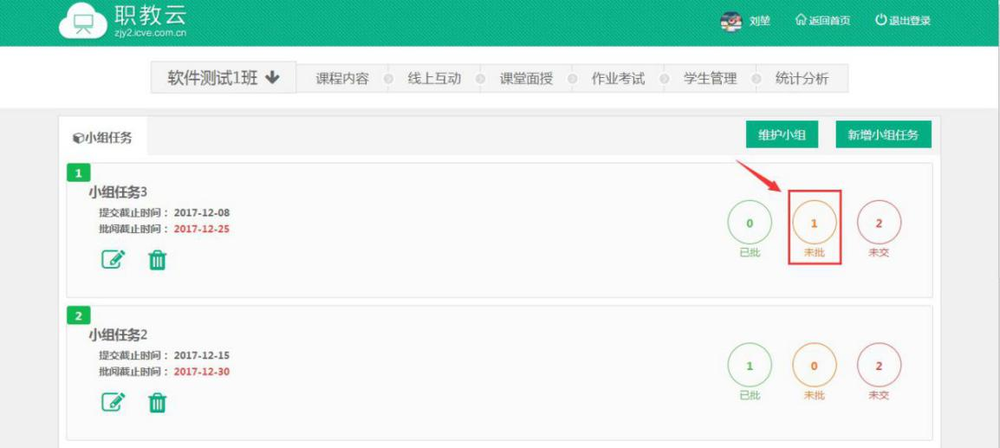 职教云
zjy2.icve.com.cn
刘堃 返回首页 退出登录
软件测试1班 课程内容 线上互动 课堂面授 作业考试 学生管理 统计分析
小组任务 维护小组 新增小组任务
1
小组任务3
提交截止时间： 2017-12-08
批阅截止时间： 2017-12-25
0 1 2
已批 未批 未交
2
小组任务2
提交截止时间： 2017-12-15
批阅截止时间： 2017-12-30
1 0 2
已批 未批 未交